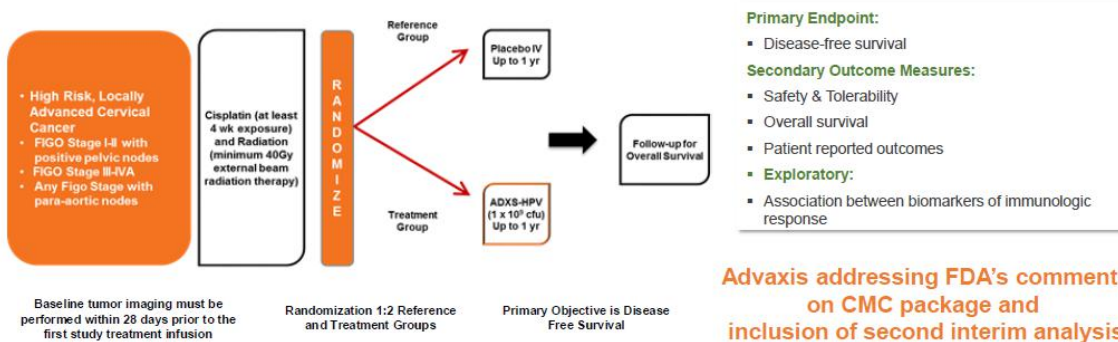 • High Risk, Locally
Advanced Cervical
Cancer
• FIGO Stage I-II with
positive pelvic nodes
• FIGO Stage III-IVA
• Any Figo Stage with
para-aortic nodes
Cisplatin (at least
4 wk exposure)
and Radiation
(minimum 40Gy
external beam
radiation therapy)
RANDOMIZE
Reference
Group
Placebo IV
Up to 1 yr
Treatment
Group
ADXS-HPV
(1 x 10⁹ cfu)
Up to 1 yr
Follow-up for
Overall Survival
Baseline tumor imaging must be
performed within 28 days prior to the
first study treatment infusion
Randomization 1:2 Reference
and Treatment Groups
Primary Objective is Disease
Free Survival
Primary Endpoint:
▪ Disease-free survival
Secondary Outcome Measures:
▪ Safety & Tolerability
▪ Overall survival
▪ Patient reported outcomes
▪ Exploratory:
▪ Association between biomarkers of immunologic
response
Advaxis addressing FDA's comment
on CMC package and
inclusion of second interim analysis